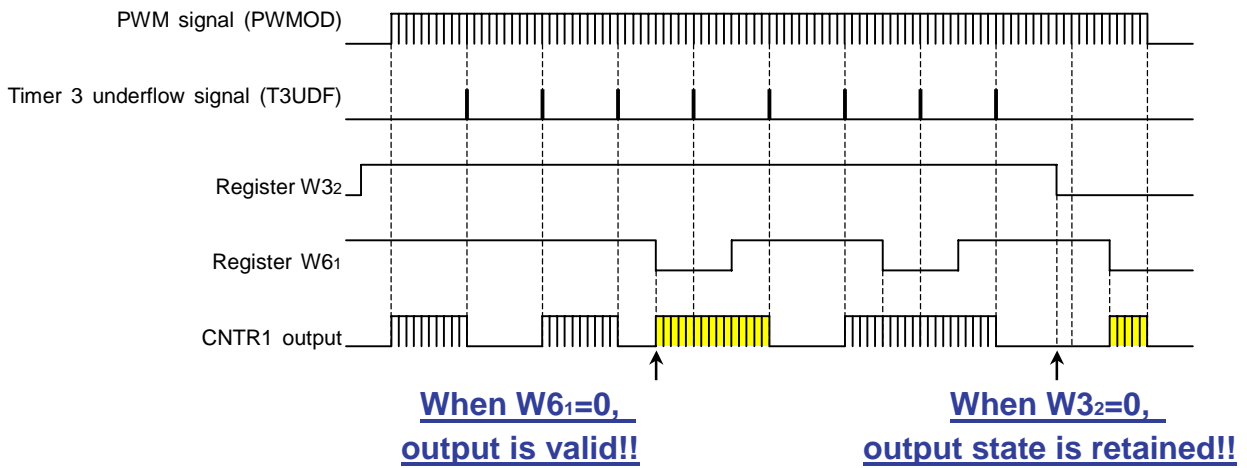 PWM signal (PWMOD)
Timer 3 underflow signal (T3UDF)
Register W32
Register W61
CNTR1 output
When W61=0,
output is valid!!
When W32=0,
output state is retained!!